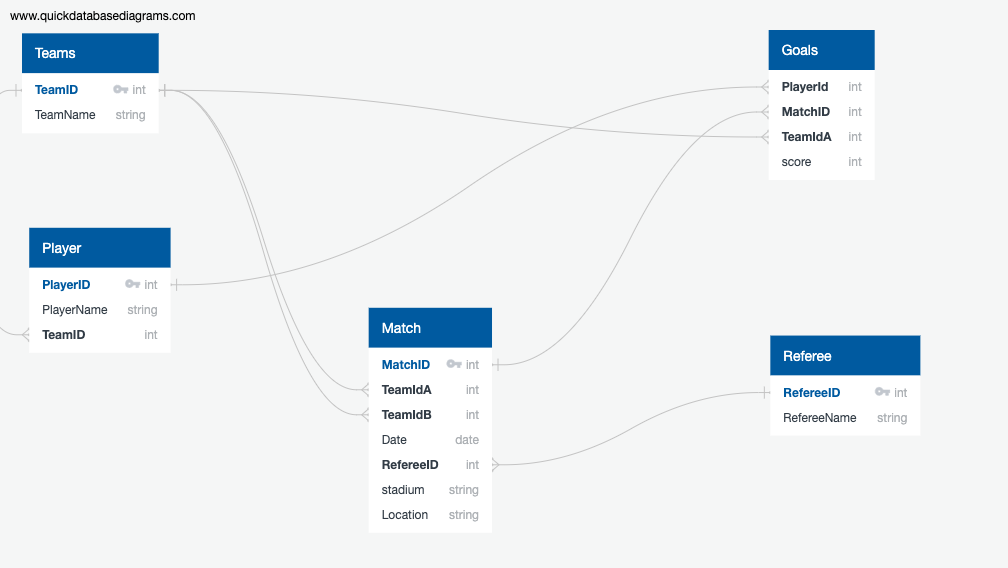 www.quickdatabasediagrams.com
Teams
TeamID int
TeamName string
Player
PlayerID int
PlayerName string
TeamID int
Match
MatchID int
TeamIdA int
TeamIdB int
Date date
RefereeID int
stadium string
Location string
Goals
PlayerId int
MatchID int
TeamIdA int
score int
Referee
RefereeID int
RefereeName string